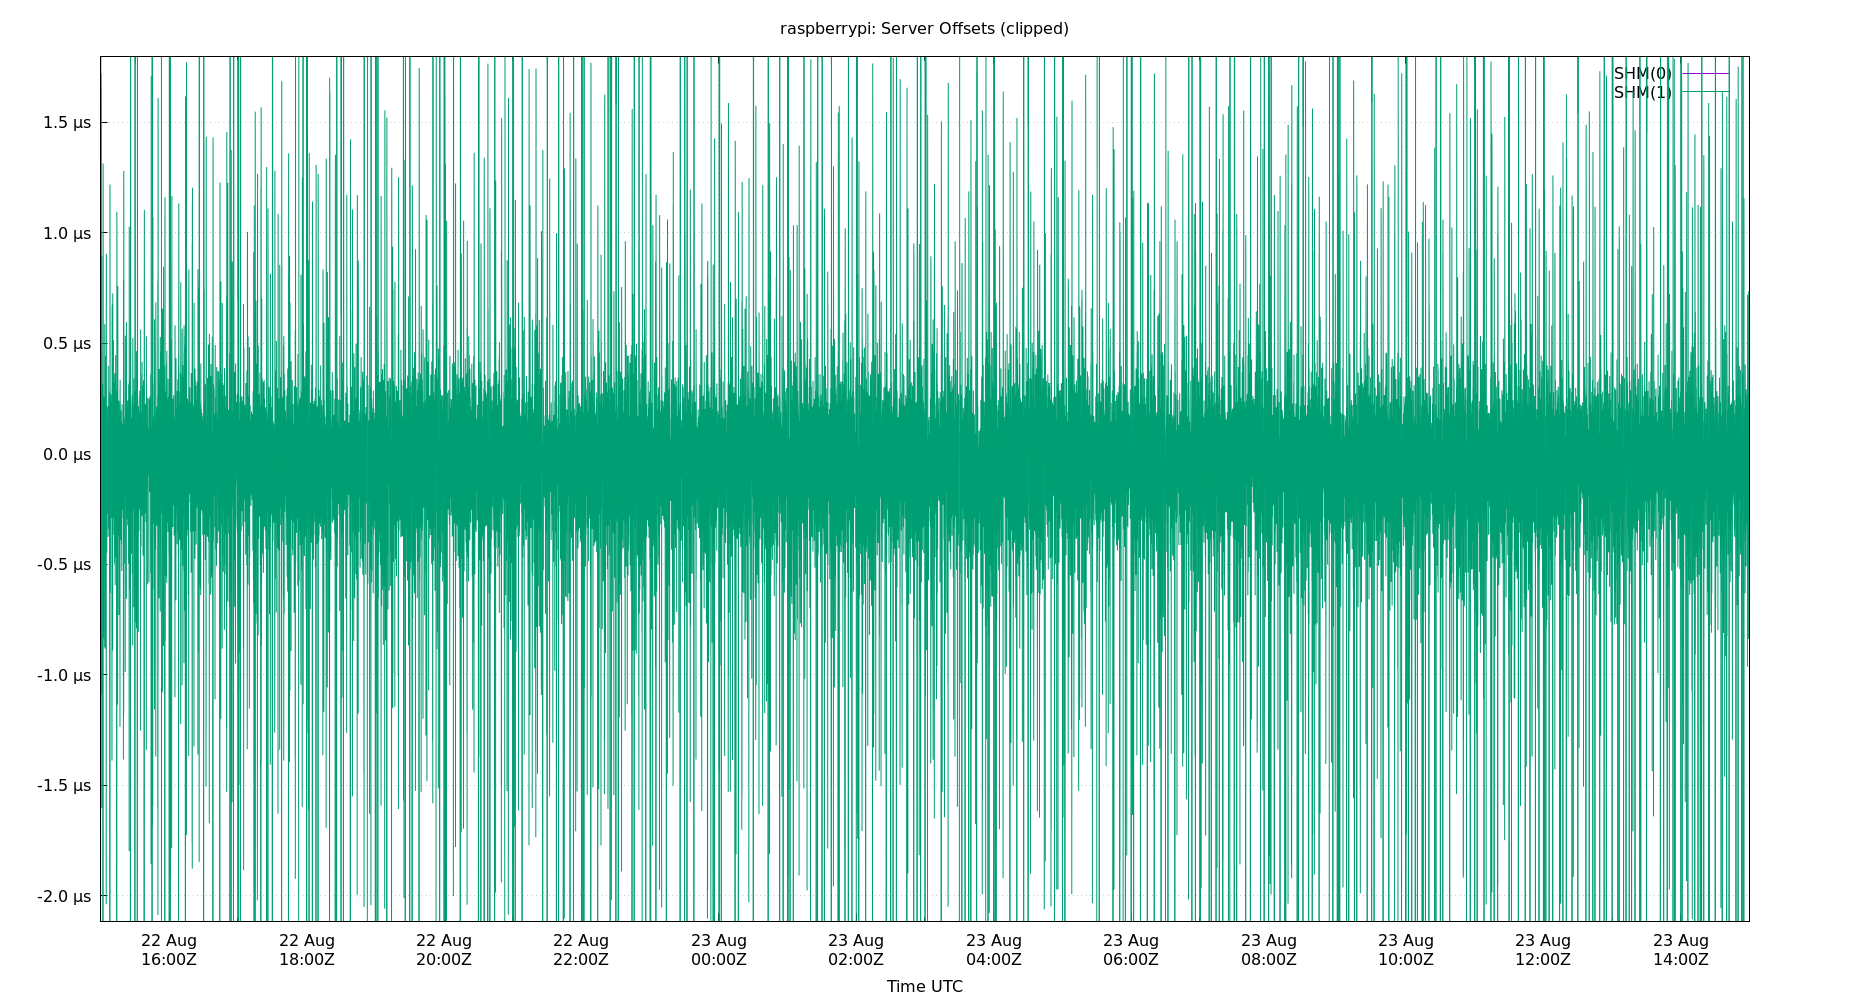 raspberrypi: Server Offsets (clipped)
SHM(0)
SHM(1)
1.5 µs
1.0 µs
0.5 µs
0.0 µs
-0.5 µs
-1.0 µs
-1.5 µs
-2.0 µs
22 Aug 22 Aug 22 Aug 22 Aug 23 Aug 23 Aug 23 Aug 23 Aug 23 Aug 23 Aug 23 Aug 23 Aug
16:00Z 18:00Z 20:00Z 22:00Z 00:00Z 02:00Z 04:00Z 06:00Z 08:00Z 10:00Z 12:00Z 14:00Z
Time UTC